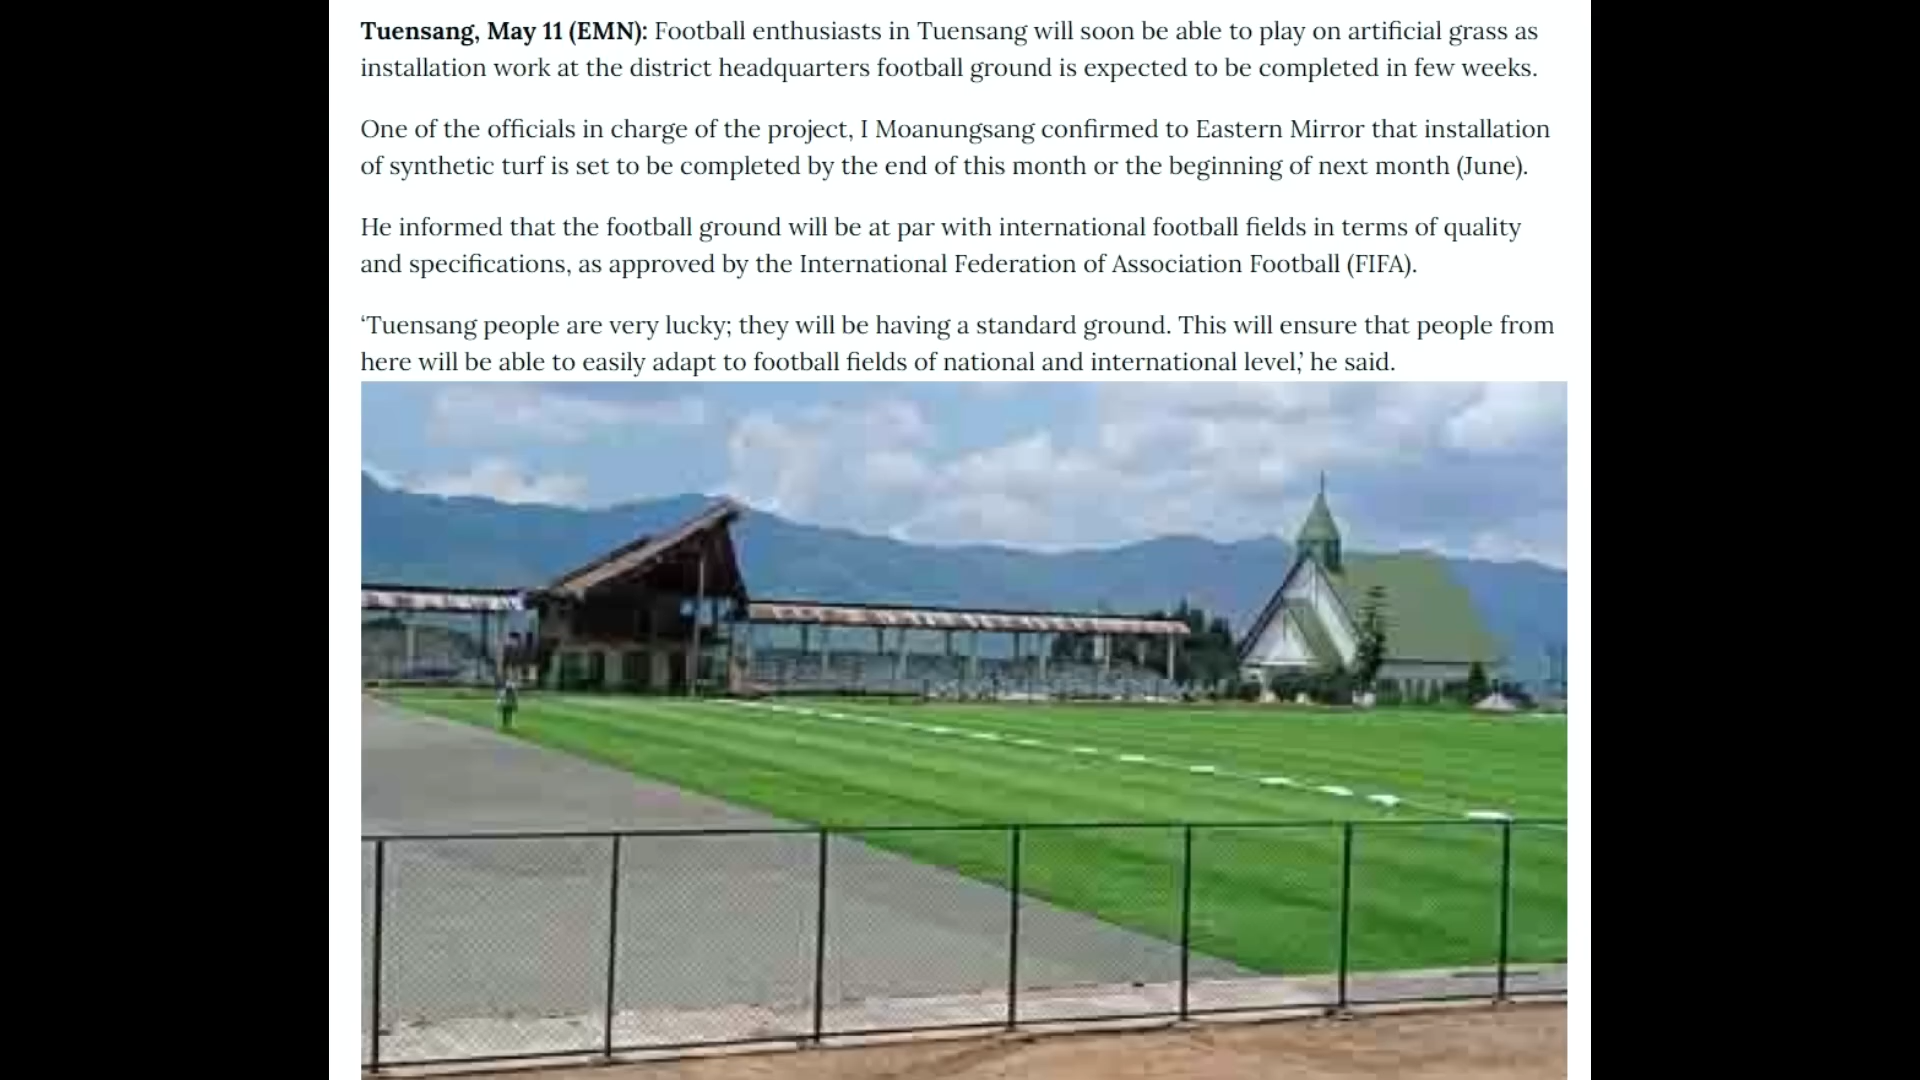 Tuensang, May 11 (EMN): Football enthusiasts in Tuensang will soon be able to play on artificial grass as
installation work at the district headquarters football ground is expected to be completed in few weeks.
One of the officials in charge of the project, I Moanungsang confirmed to Eastern Mirror that installation
of synthetic turf is set to be completed by the end of this month or the beginning of next month (June).
He informed that the football ground will be at par with international football fields in terms of quality
and specifications, as approved by the International Federation of Association Football (FIFA).
‘Tuensang people are very lucky; they will be having a standard ground. This will ensure that people from
here will be able to easily adapt to football fields of national and international level,’ he said.